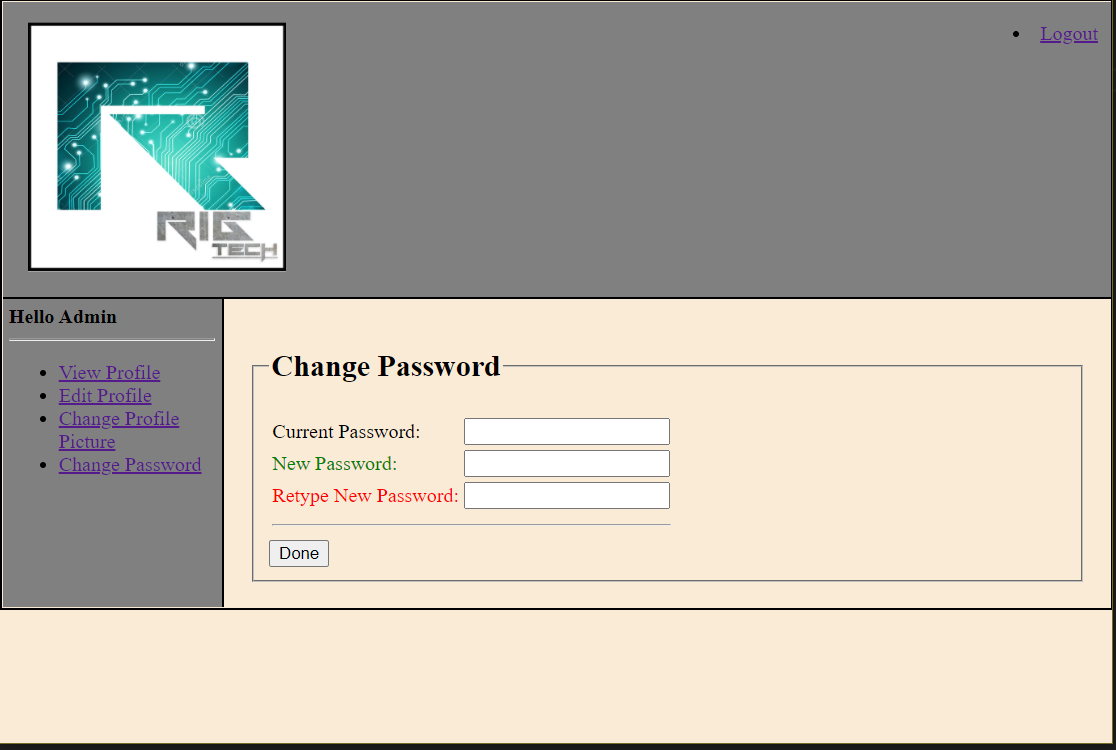 Logout
RIG
TECH
Hello Admin
View Profile
Edit Profile
Change Profile
Picture
Change Password
Change Password
Current Password:
New Password:
Retype New Password:
Done